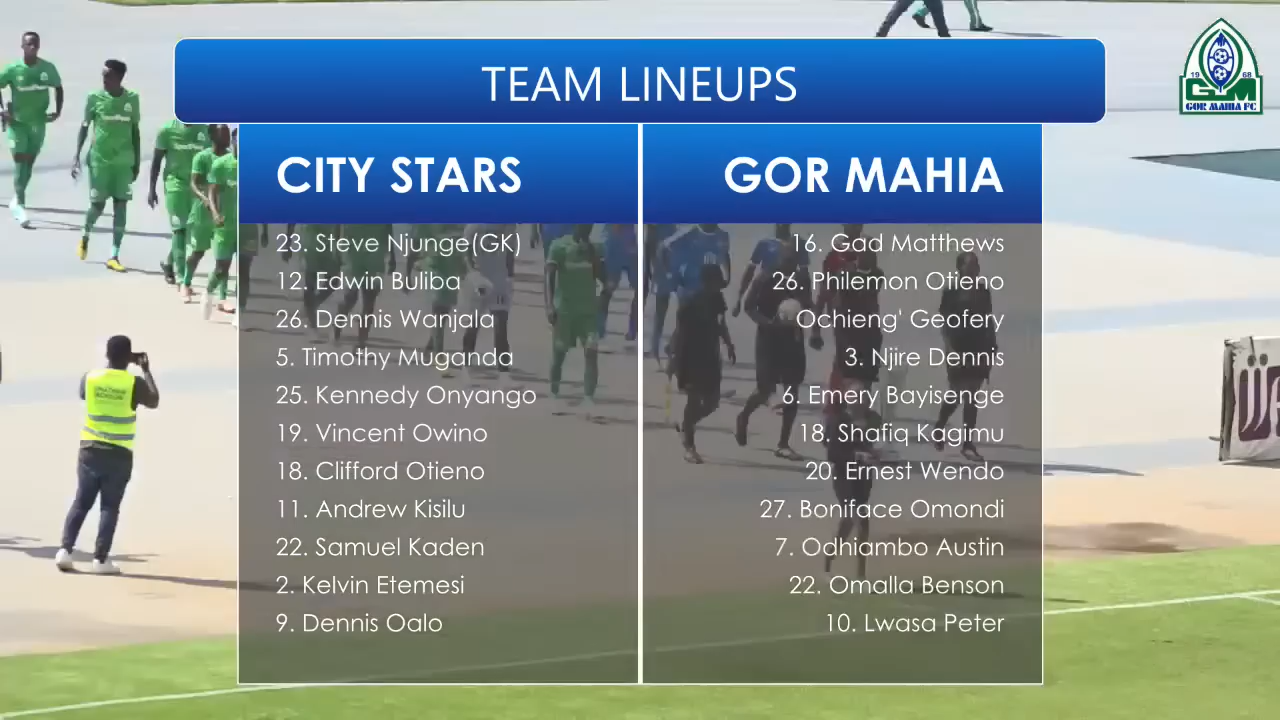 TEAM LINEUPS
CITY STARS
23. Steve Njunge(GK)
12. Edwin Buliba
26. Dennis Wanjala
5. Timothy Muganda
25. Kennedy Onyango
19. Vincent Owino
18. Clifford Otieno
11. Andrew Kisilu
22. Samuel Kaden
2. Kelvin Etemesi
9. Dennis Oalo
GOR MAHIA
16. Gad Matthews
26. Philemon Otieno
Ochieng' Geofery
3. Njire Dennis
6. Emery Bayisenge
18. Shafiq Kagimu
20. Ernest Wendo
27. Boniface Omondi
7. Odhiambo Austin
22. Omalla Benson
10. Lwasa Peter
19 68
GM
GOR MAHIA FC